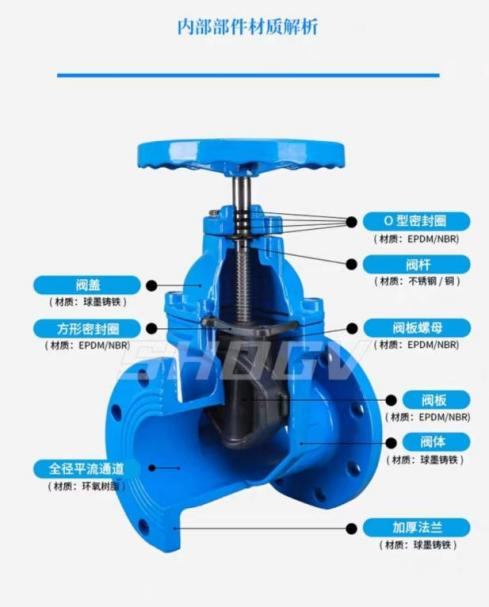 内部部件材质解析
O型密封圈
(材质：EPDM/NBR)
阀杆
(材质：不锈钢/铜)
阀盖
(材质：球墨铸铁)
方形密封圈
(材质：EPDM/NBR)
阀板螺母
(材质：EPDM/NBR)
SHOGV
阀板
(材质：EPDM/NBR)
阀体
(材质：球墨铸铁)
全径平流通道
(材质：环氧树脂)
加厚法兰
(材质：球墨铸铁)